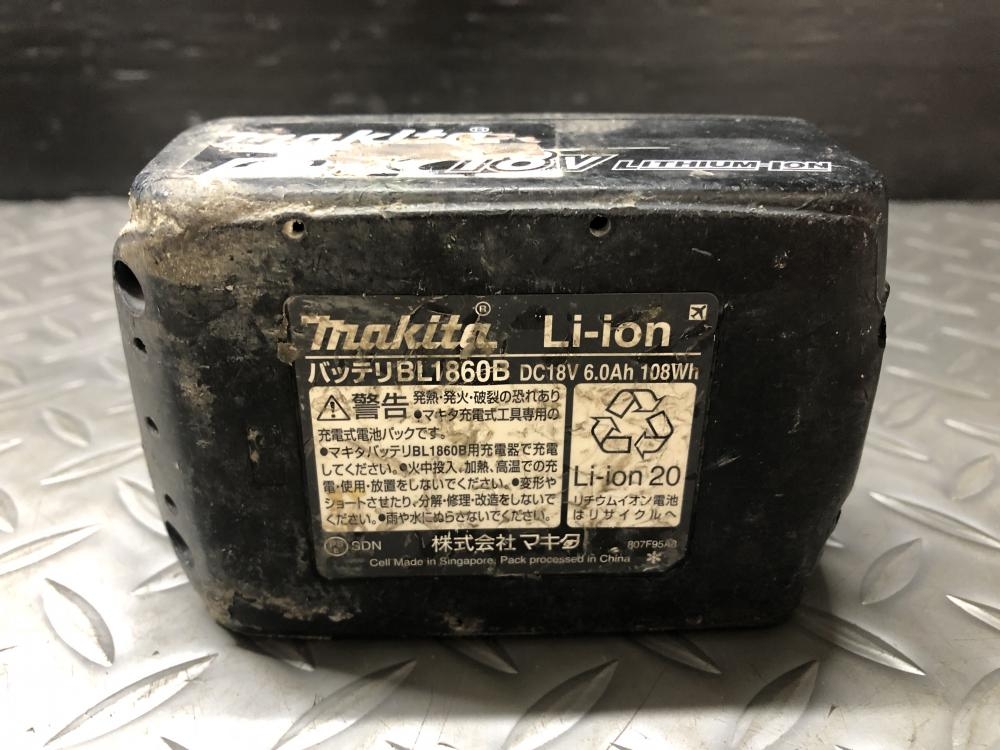 makita®
18V LITHIUM-ION
makita® Li-ion
バッテリBL1860B DC18V 6.0Ah 108Wh
警告 発熱・発火・破裂の恐れあり
●マキタ充電式工具専用の
充電式電池パックです。
●マキタバッテリBL1860B用充電器で充電
してください。●火中投入、加熱、高温での充
電・使用・放置をしないでください。●変形や
ショートさせたり、分解・修理・改造をしないで
ください。●雨や水にぬらさないでください。
Li-ion 20
リチウムイオン電池
はリサイクルへ
SDN 株式会社マキタ
Cell Made in Singapore, Pack processed in China